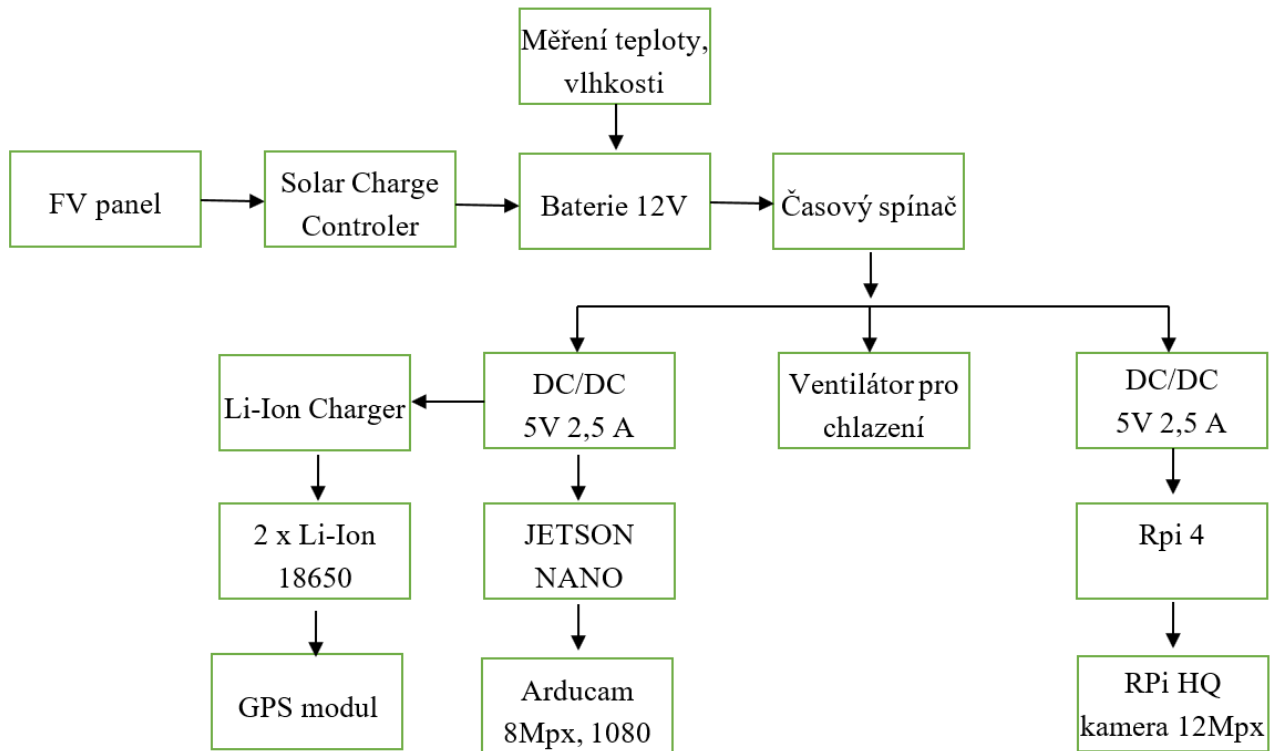 Měření teploty,
vlhkosti
FV panel
Solar Charge
Controler
Baterie 12V
Časový spínač
Li-Ion Charger
DC/DC
5V 2,5 A
Ventilátor pro
chlazení
DC/DC
5V 2,5 A
2 x Li-Ion
18650
JETSON
NANO
Rpi 4
GPS modul
Arducam
8Mpx, 1080
RPi HQ
kamera 12Mpx